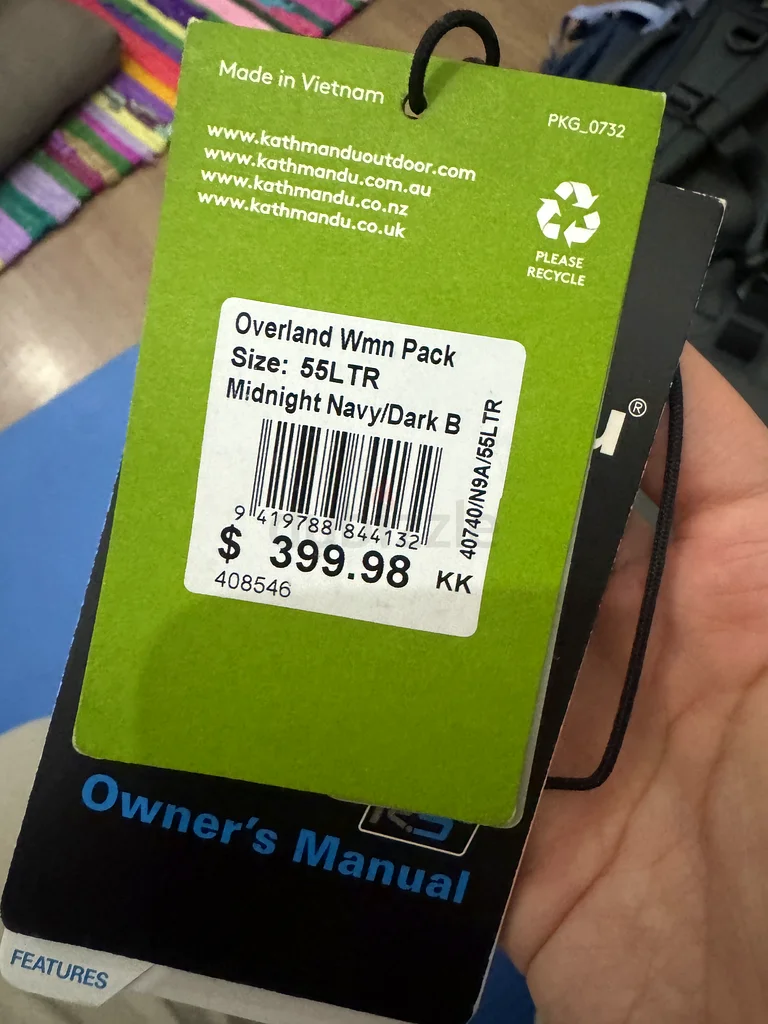 Made in Vietnam
PKG_0732
www.kathmanduoutdoor.com
www.kathmandu.com.au
www.kathmandu.co.nz
www.kathmandu.co.uk
PLEASE
RECYCLE
Overland Wmn Pack
Size: 55LTR
Midnight Navy/Dark B
9 419788 844132
40740/N9A/55LTR
$ 399.98 KK
408546
u®
Owner's Manual
FEATURES